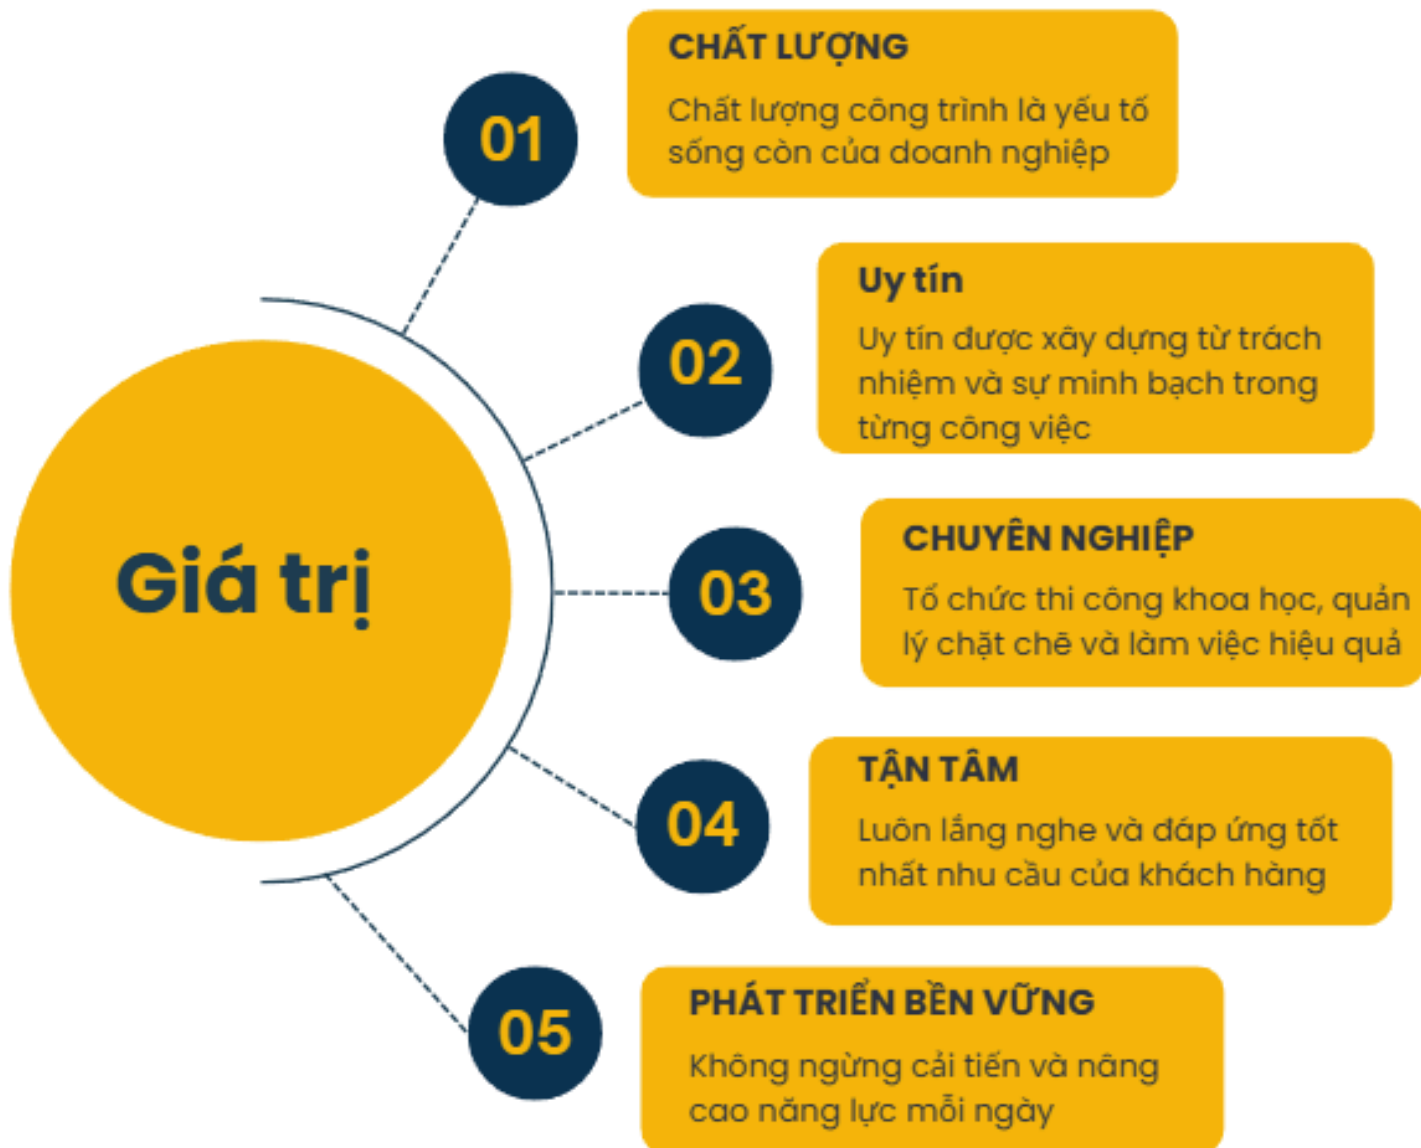 Giá trị
01
CHẤT LƯỢNG
Chất lượng công trình là yếu tố
sống còn của doanh nghiệp
02
Uy tín
Uy tín được xây dựng từ trách
nhiệm và sự minh bạch trong
từng công việc
03
CHUYÊN NGHIỆP
Tổ chức thi công khoa học, quản
lý chặt chẽ và làm việc hiệu quả
04
TẬN TÂM
Luôn lắng nghe và đáp ứng tốt
nhất nhu cầu của khách hàng
05
PHÁT TRIỂN BỀN VỮNG
Không ngừng cải tiến và nâng
cao năng lực mỗi ngày